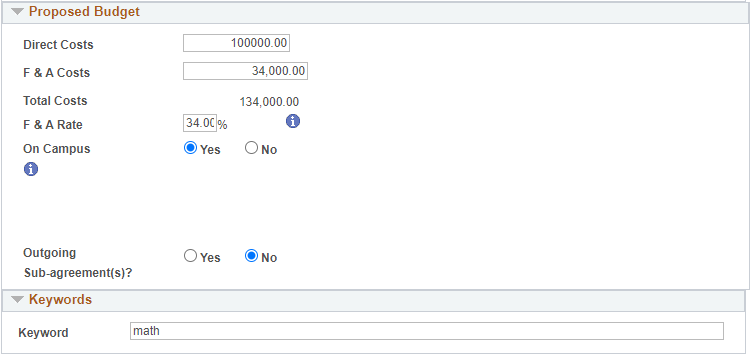 Proposed Budget
Direct Costs 100000.00
F & A Costs 34,000.00
Total Costs 134,000.00
F & A Rate 34.00 %
On Campus Yes No
Outgoing Yes No
Sub-agreement(s)?
Keywords
Keyword math